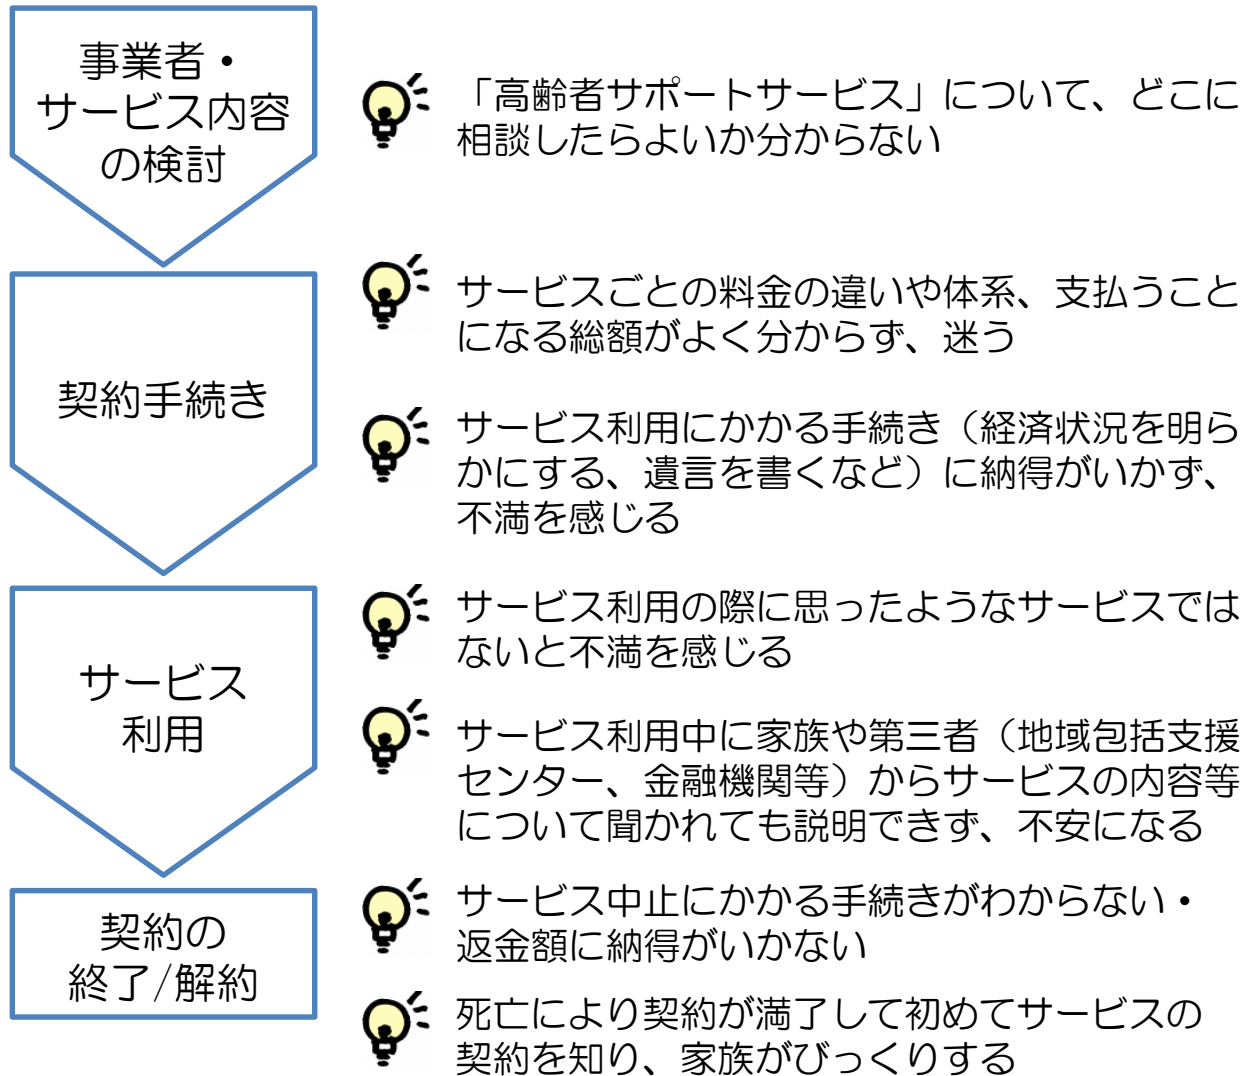 事業者・
サービス内容
の検討
「高齢者サポートサービス」について、どこに
相談したらよいか分からない
契約手続き
サービスごとの料金の違いや体系、支払うこと
になる総額がよく分からず、迷う
サービス利用にかかる手続き（経済状況を明ら
かにする、遺言を書くなど）に納得がいかず、
不満を感じる
サービス
利用
サービス利用の際に思ったようなサービスでは
ないと不満を感じる
サービス利用中に家族や第三者（地域包括支援
センター、金融機関等）からサービスの内容等
について聞かれても説明できず、不安になる
契約の
終了/解約
サービス中止にかかる手続きがわからない・
返金額に納得がいかない
死亡により契約が満了して初めてサービスの
契約を知り、家族がびっくりする